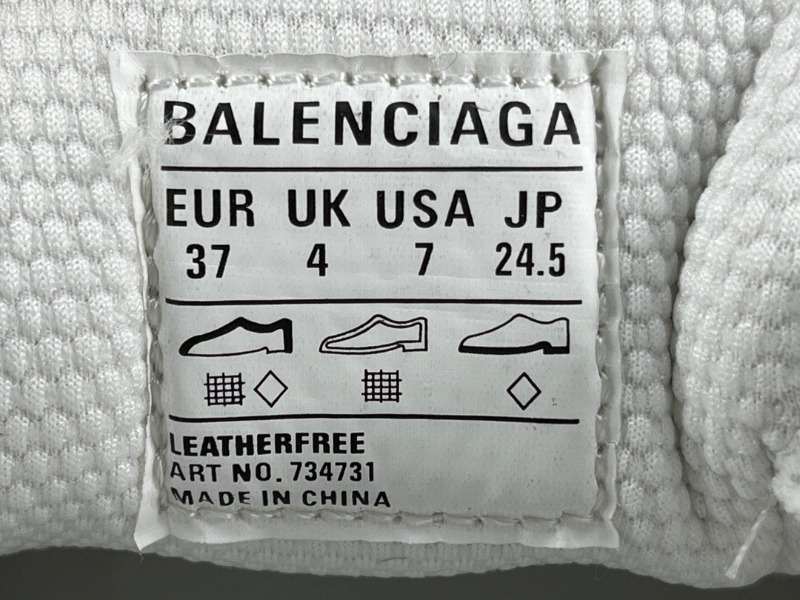 BALENCIAGA
EUR UK USA JP
37 4 7 24.5
LEATHERFREE
ART NO. 734731
MADE IN CHINA